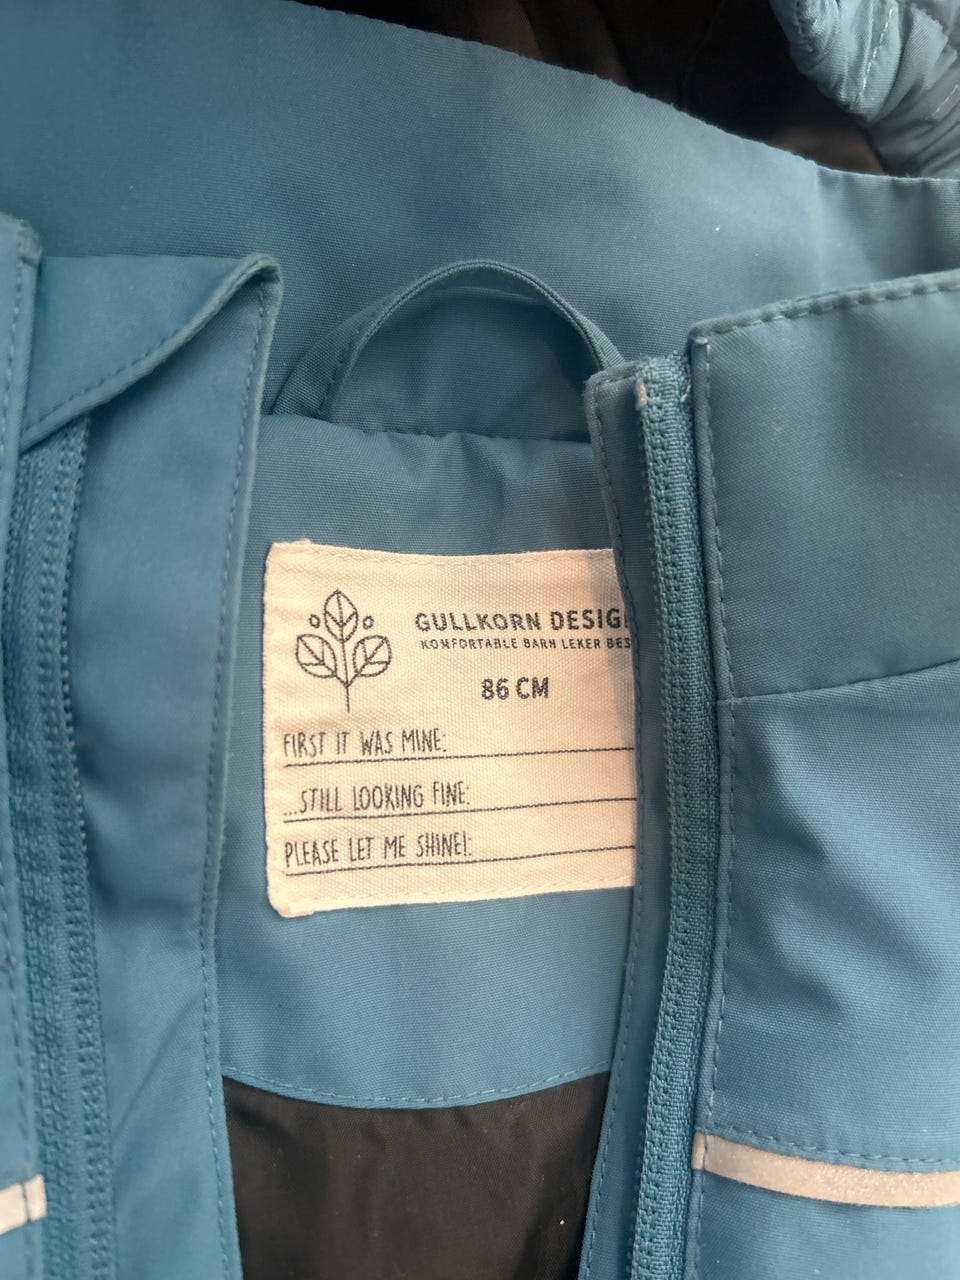 GULLKORN DESIG
KOMFORTABLE BARN LEKER BES
86 CM
FIRST IT WAS MINE:
...STILL LOOKING FINE:
PLEASE LET ME SHINE!: